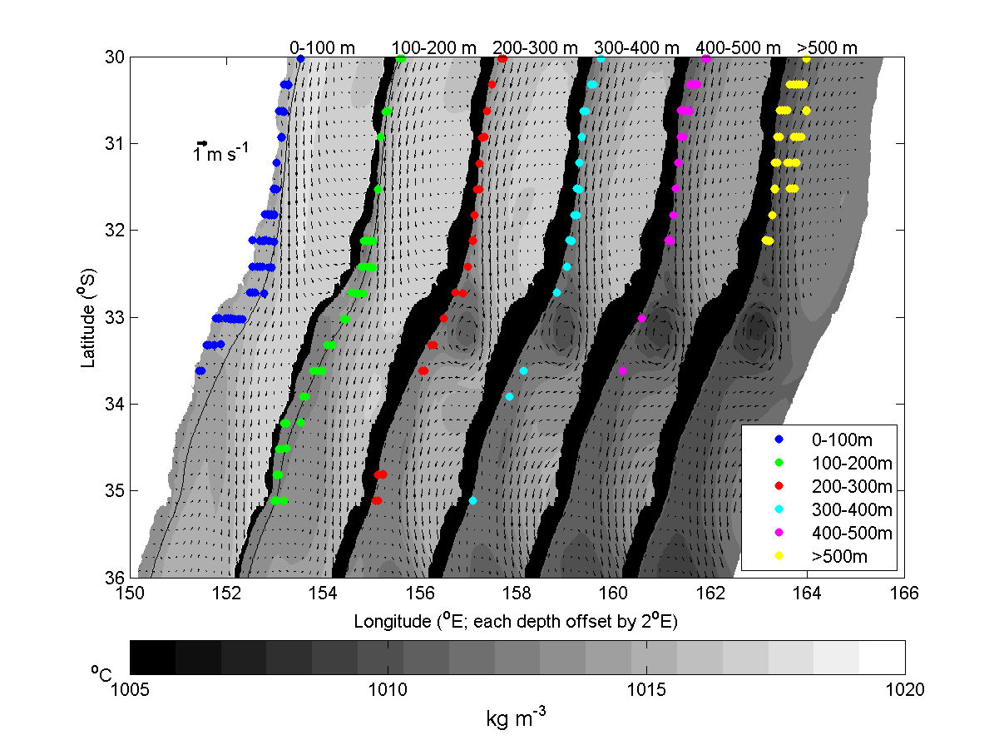 0-100 m 100-200 m 200-300 m 300-400 m 400-500 m >500 m
30
31
32
33
34
35
36
Latitude (°S)
1 m s-1
0-100m
100-200m
200-300m
300-400m
400-500m
>500m
150 152 154 156 158 160 162 164 166
Longitude (°E; each depth offset by 2°E)
°C
1005 1010 1015 1020
kg m-3